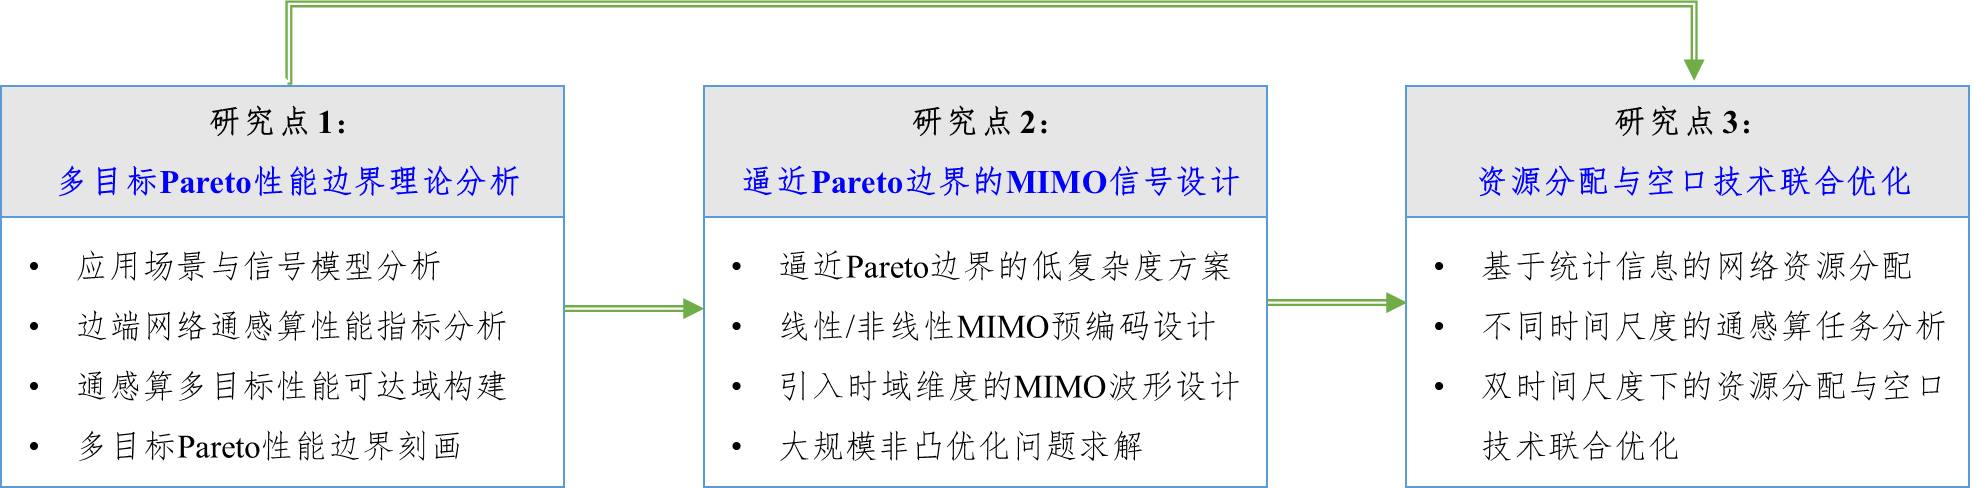 研究点1：
多目标Pareto性能边界理论分析
• 应用场景与信号模型分析
• 边端网络通感算性能指标分析
• 通感算多目标性能可达域构建
• 多目标Pareto性能边界刻画
研究点2：
逼近Pareto边界的MIMO信号设计
• 逼近Pareto边界的低复杂度方案
• 线性/非线性MIMO预编码设计
• 引入时域维度的MIMO波形设计
• 大规模非凸优化问题求解
研究点3：
资源分配与空口技术联合优化
• 基于统计信息的网络资源分配
• 不同时间尺度的通感算任务分析
• 双时间尺度下的资源分配与空口
技术联合优化